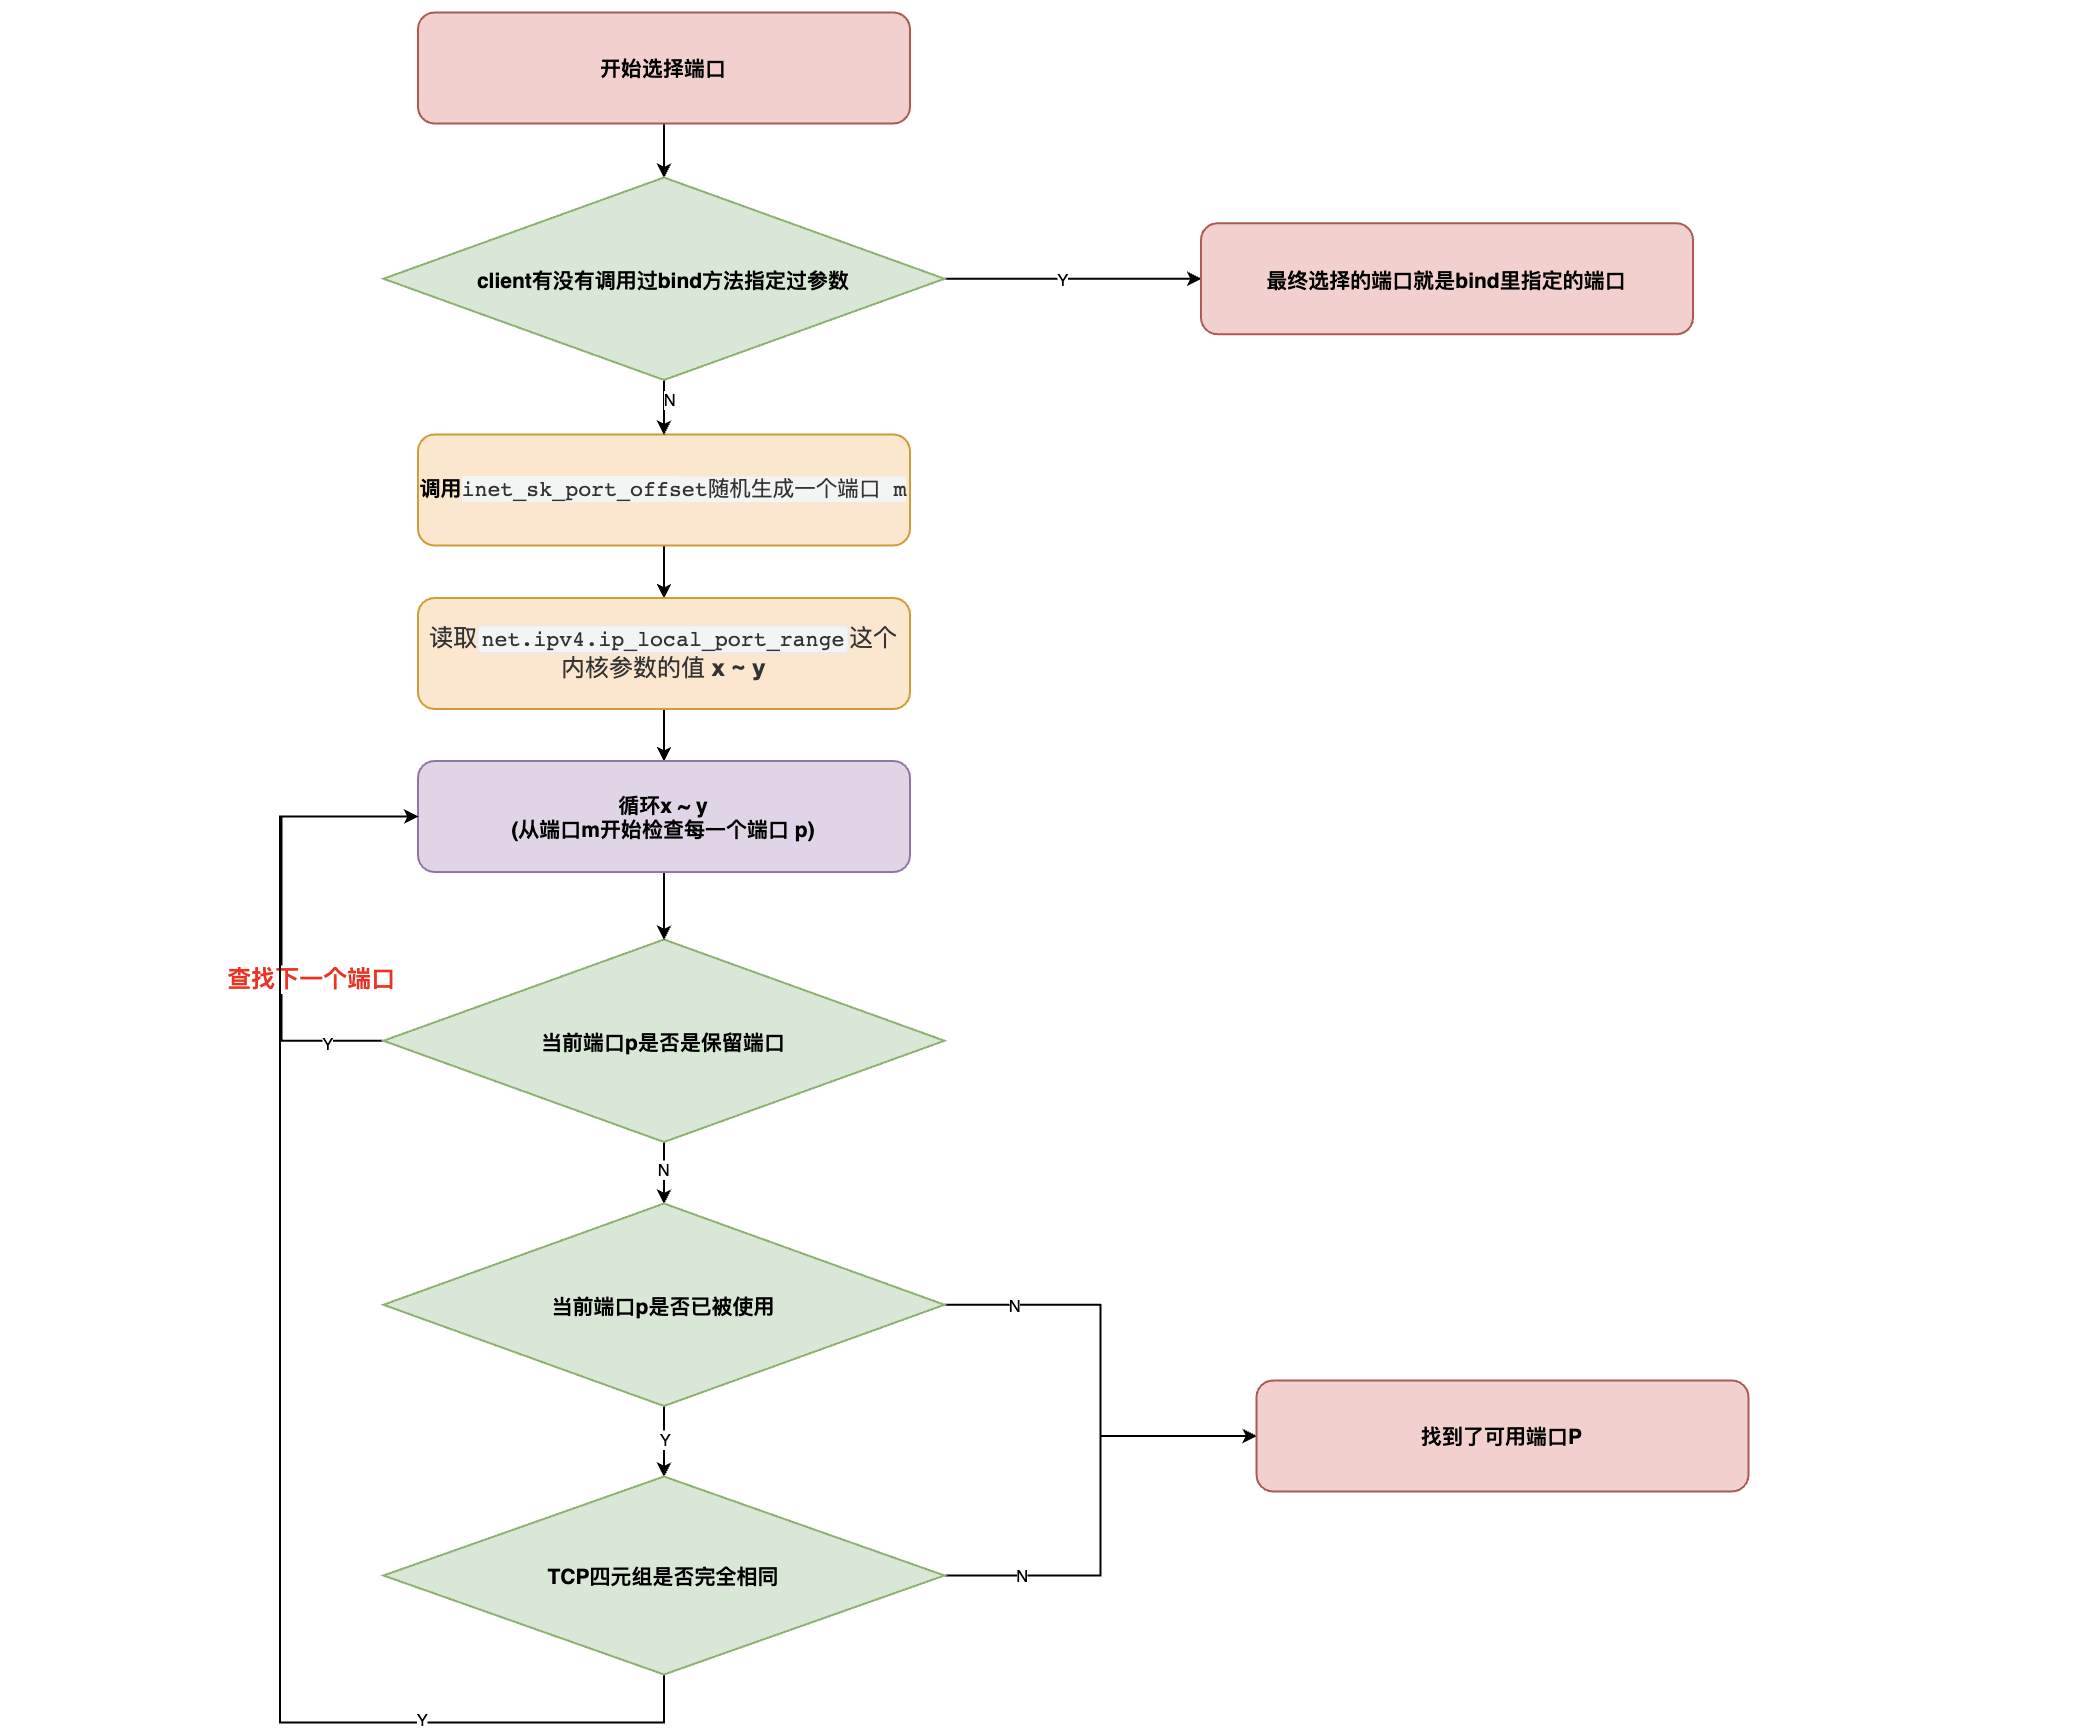 开始选择端口
client有没有调用过bind方法指定过参数
Y
最终选择的端口就是bind里指定的端口
N
调用inet_sk_port_offset随机生成一个端口 m
读取net.ipv4.ip_local_port_range这个
内核参数的值 x ~ y
循环x ~ y
(从端口m开始检查每一个端口 p)
查找下一个端口
当前端口p是否是保留端口
Y
N
当前端口p是否已被使用
N
Y
找到了可用端口P
TCP四元组是否完全相同
N
Y